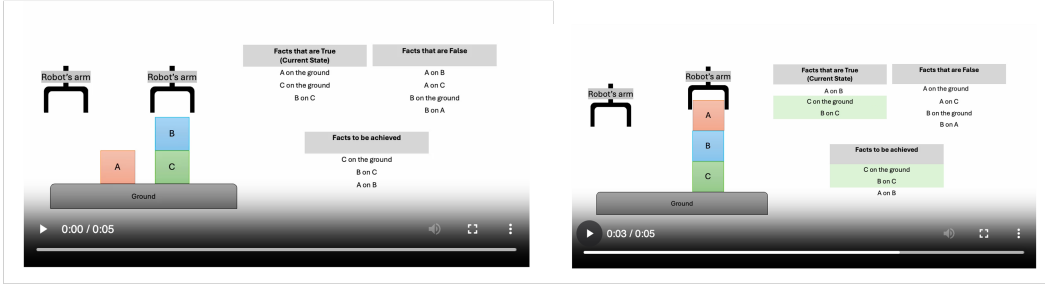 Facts that are True
(Current State)
Facts that are False
Robot's arm
Robot's arm
A on the ground
C on the ground
B on C
A on B
A on C
B on the ground
B on A
B
A
C
Facts to be achieved
C on the ground
B on C
A on B
Ground
0:00 / 0:05
Facts that are True
(Current State)
Facts that are False
Robot's arm
Robot's arm
A on B
C on the ground
B on C
A on the ground
A on C
B on the ground
B on A
A
B
C
Facts to be achieved
C on the ground
B on C
A on B
Ground
0:03 / 0:05